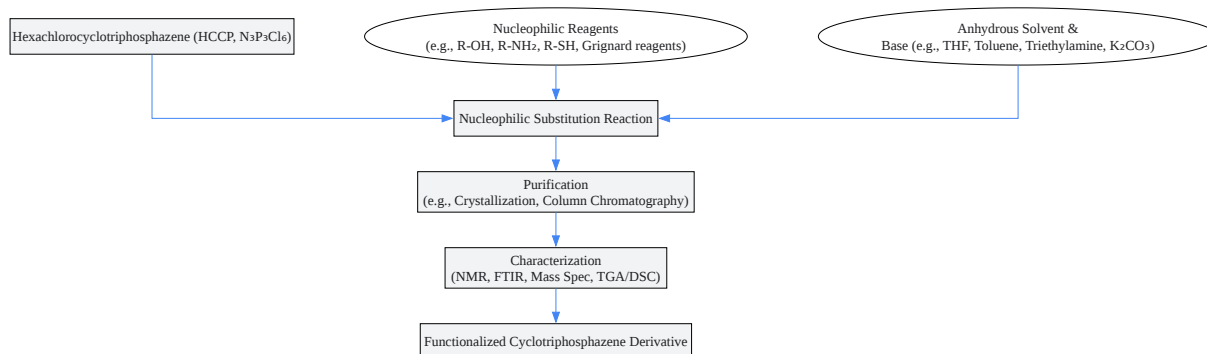 Hexachlorocyclotriphosphazene (HCCP, N₃P₃Cl₆)
Nucleophilic Reagents
(e.g., R-OH, R-NH₂, R-SH, Grignard reagents)
Anhydrous Solvent &
Base (e.g., THF, Toluene, Triethylamine, K₂CO₃)
Nucleophilic Substitution Reaction
Purification
(e.g., Crystallization, Column Chromatography)
Characterization
(NMR, FTIR, Mass Spec, TGA/DSC)
Functionalized Cyclotriphosphazene Derivative